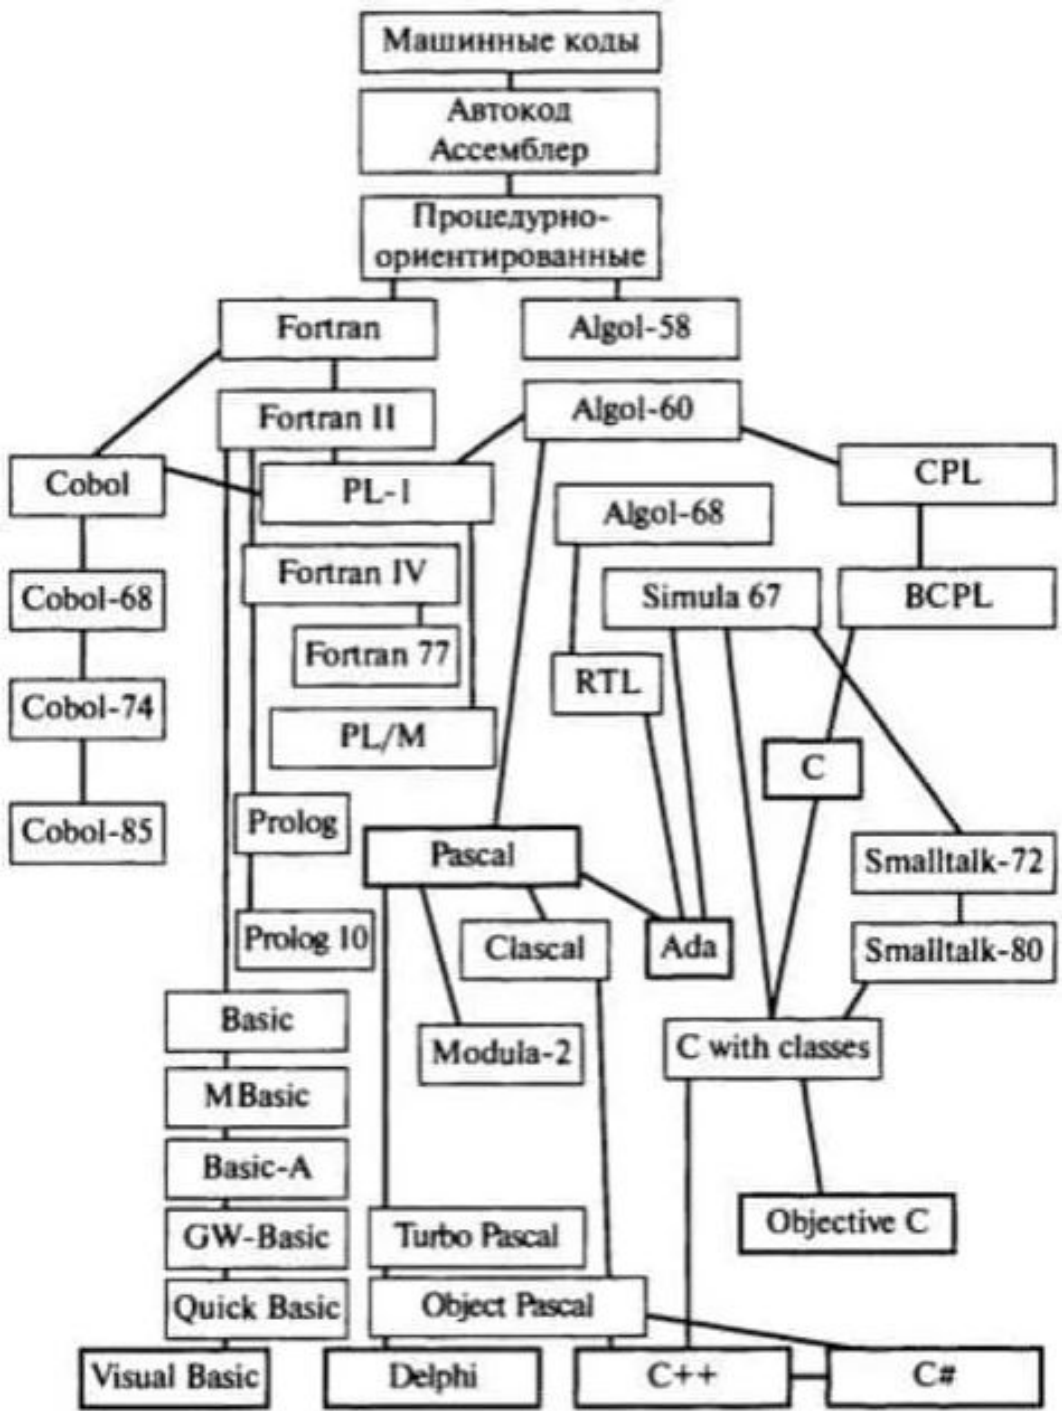 Машинные коды
Автокод
Ассемблер
Процедурно-
ориентированные
Fortran
Algol-58
Fortran II
Algol-60
Cobol
PL-1
CPL
Algol-68
Cobol-68
Fortran IV
Simula 67
BCPL
Fortran 77
RTL
Cobol-74
PL/M
C
Cobol-85
Prolog
Pascal
Smalltalk-72
Prolog 10
Clascal
Ada
Smalltalk-80
Basic
Modula-2
C with classes
MBasic
Basic-A
GW-Basic
Turbo Pascal
Objective C
Quick Basic
Object Pascal
Visual Basic
Delphi
C++
C#